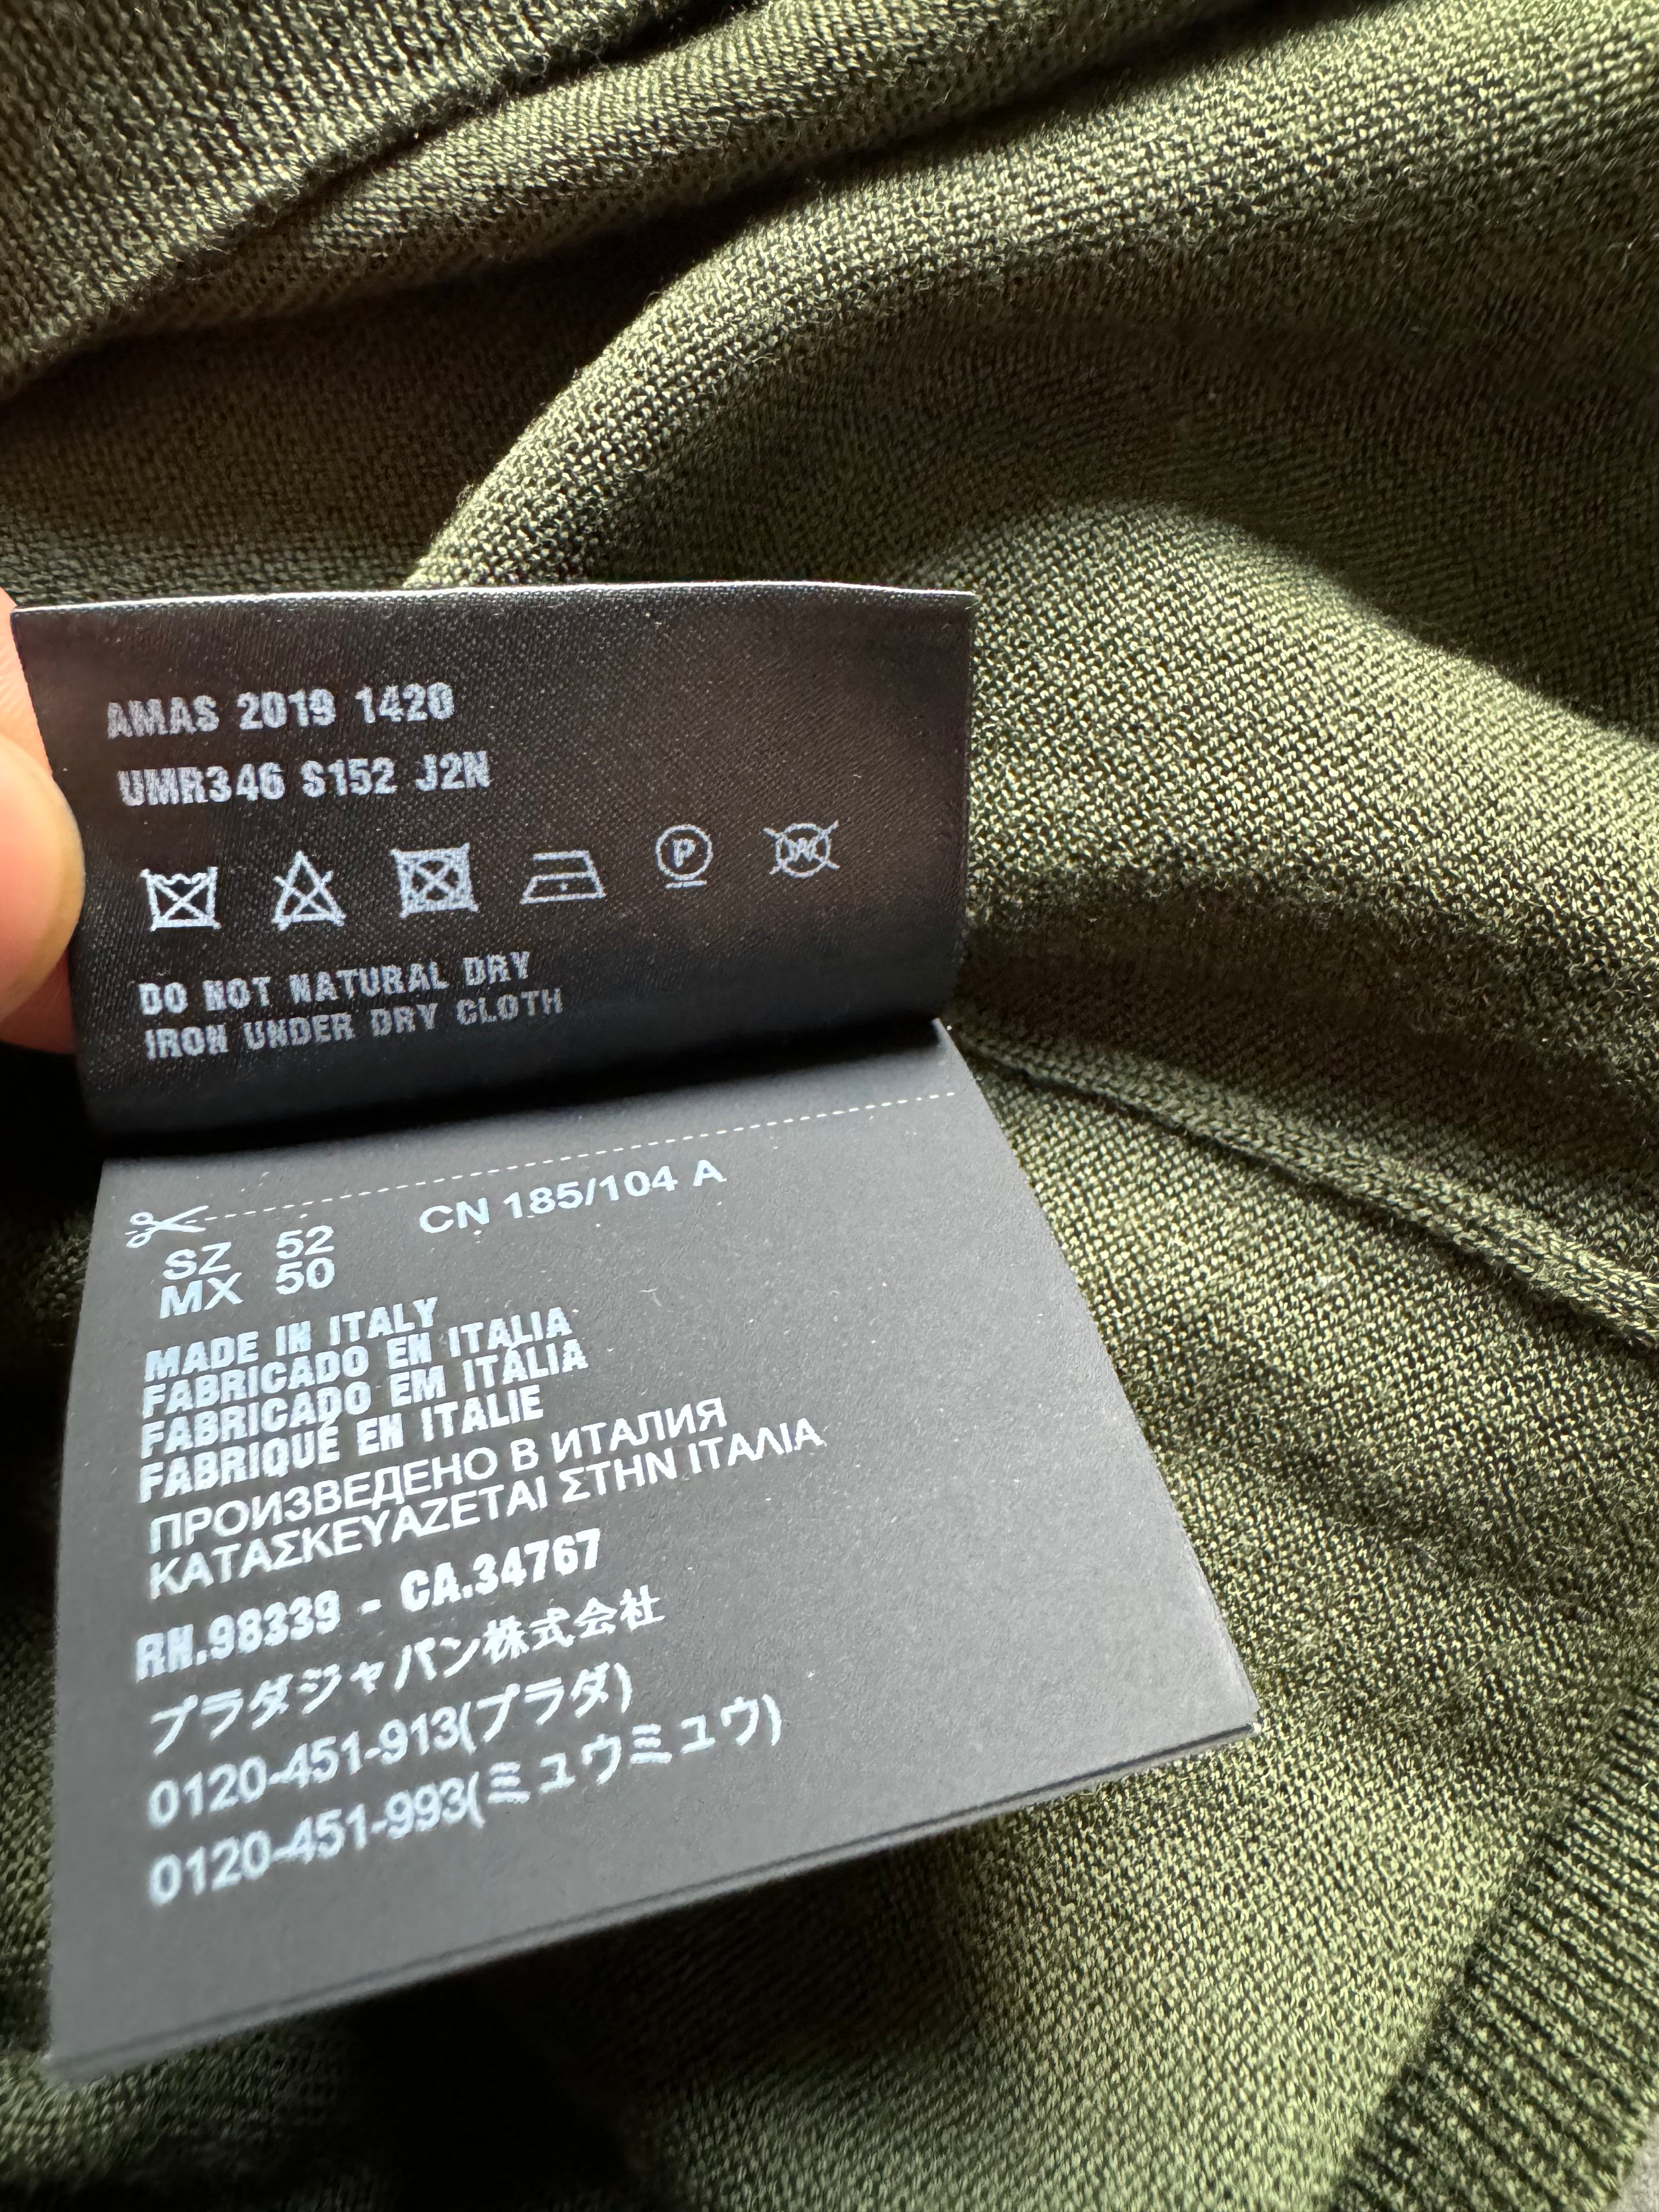 AMAS 2019 1420
UMR346 S152 J2N
P W
DO NOT NATURAL DRY
IRON UNDER DRY CLOTH
SZ 52 CN 185/104 A
MX 50
MADE IN ITALY
FABRICADO EN ITALIA
FABRICADO EM ITÁLIA
FABRIQUÉ EN ITALIE
ПРОИЗВЕДЕНО В ИТАЛИЯ
ΚΑΤΑΣΚΕΥΑΖΕΤΑΙ ΣΤΗΝ ΙΤΑΛΙΑ
RN.98339 - CA.34767
プラダジャパン株式会社
0120-451-913(プラダ)
0120-451-993(ミュウミュウ)